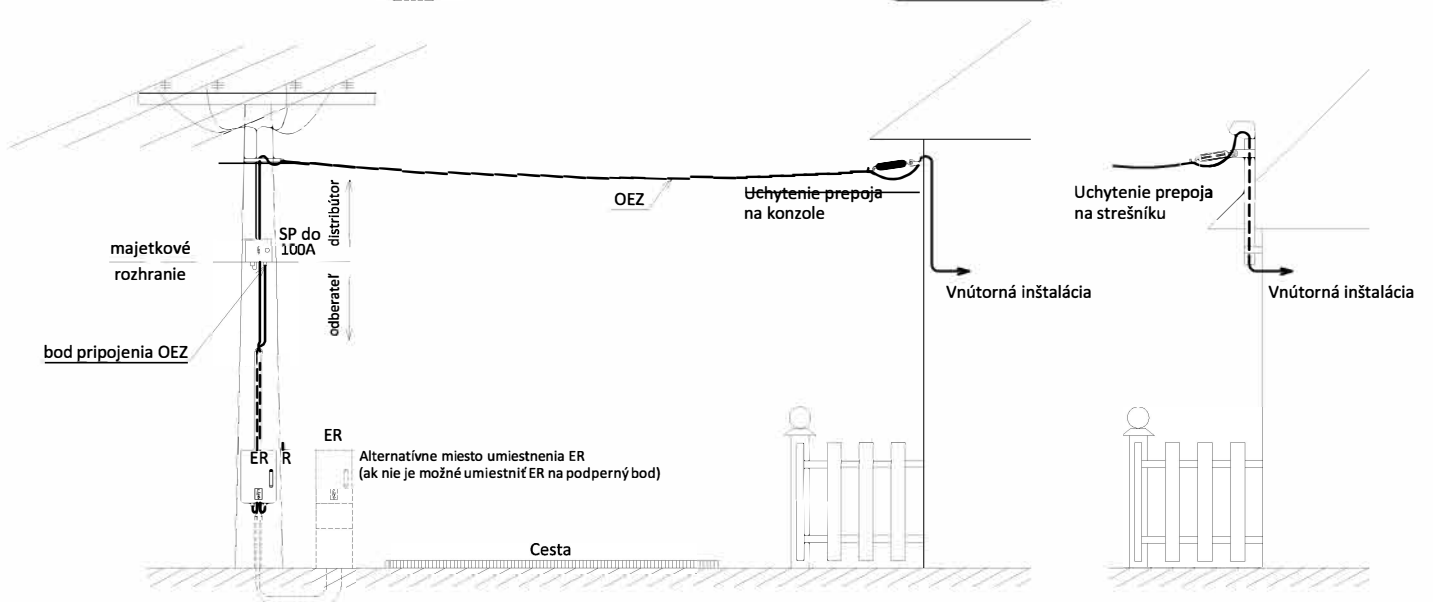 OEZ
Uchytenie prepoja
na konzole
Uchytenie prepoja
na strešníku
distribútor
SP do
100A
majetkové
rozhranie
odberateľ
Vnútorná inštalácia
Vnútorná inštalácia
bod pripojenia OEZ
ER
ER
R
Alternatívne miesto umiestnenia ER
(ak nie je možné umiestniť ER na podperný bod)
Cesta